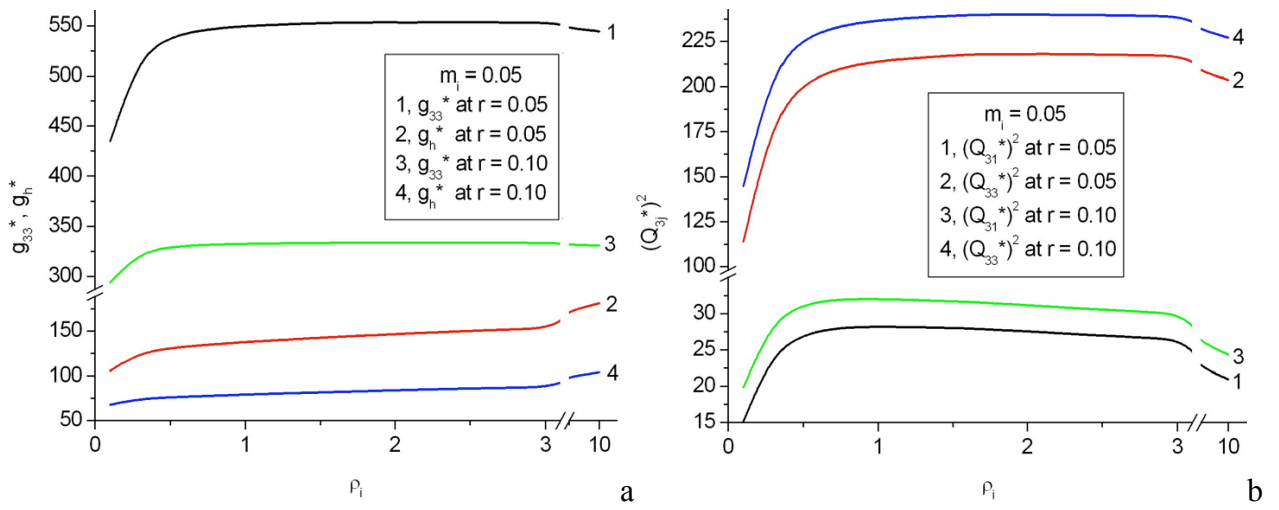 550
500
450
400
350
300
150
100
50
g₃₃*, gₕ*
mᵢ = 0.05
1, g₃₃* at r = 0.05
2, gₕ* at r = 0.05
3, g₃₃* at r = 0.10
4, gₕ* at r = 0.10
1
3
2
4
0 1 2 3 10
ρᵢ
a
225
200
175
150
125
100
30
25
20
15
(Q₃ⱼ*)²
mᵢ = 0.05
1, (Q₃₁*)² at r = 0.05
2, (Q₃₃*)² at r = 0.05
3, (Q₃₁*)² at r = 0.10
4, (Q₃₃*)² at r = 0.10
4
2
3
1
0 1 2 3 10
ρᵢ
b